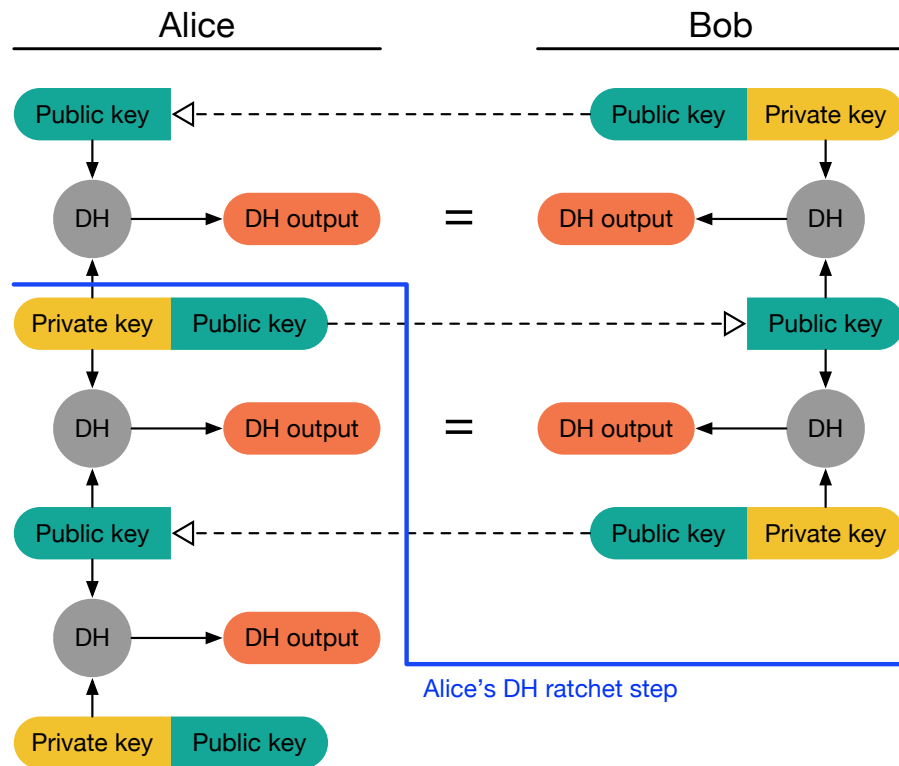 Alice
Bob
Public key
Public key Private key
DH
DH output
=
DH output
DH
Private key Public key
Public key
DH
DH output
=
DH output
DH
Public key
Public key Private key
DH
DH output
Alice's DH ratchet step
Private key Public key